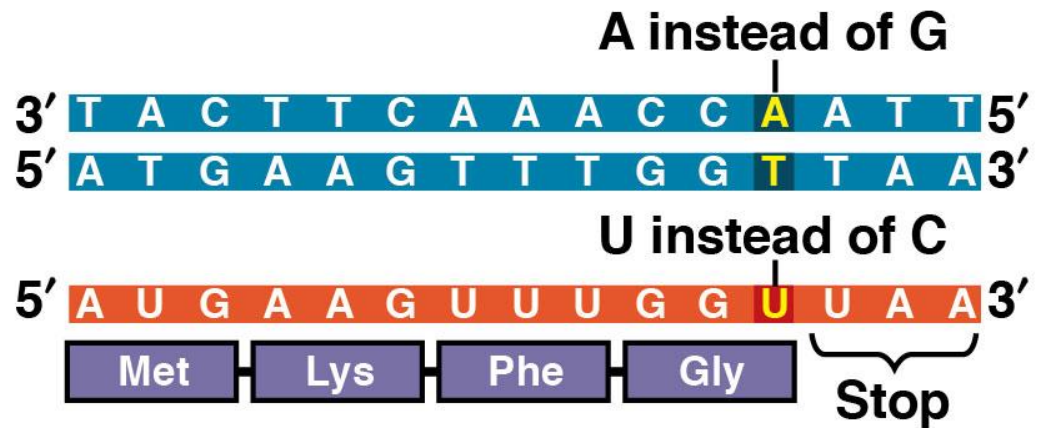 A instead of G
3′ T A C T T C A A A C C A A T T 5′
5′ A T G A A G T T T G G T T A A 3′
U instead of C
5′ A U G A A G U U U G G U U A A 3′
Met Lys Phe Gly
Stop